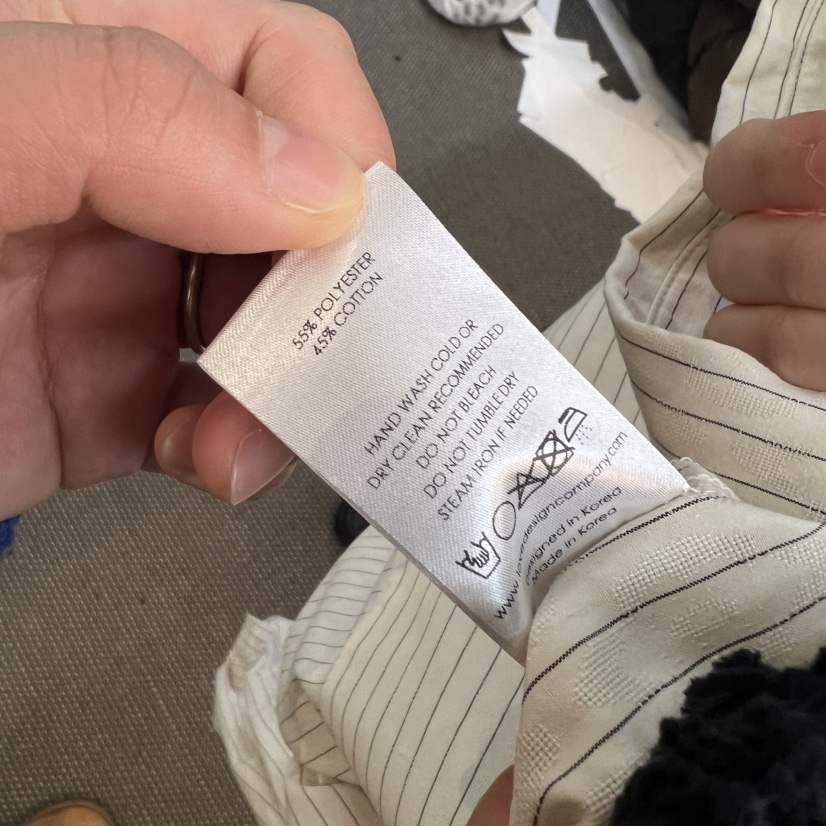 55% POLYESTER
45% COTTON
HAND WASH COLD OR
DRY CLEAN RECOMMENDED
DO NOT BLEACH
DO NOT TUMBLE DRY
STEAM IRON IF NEEDED
Designed in Korea
Made in Korea